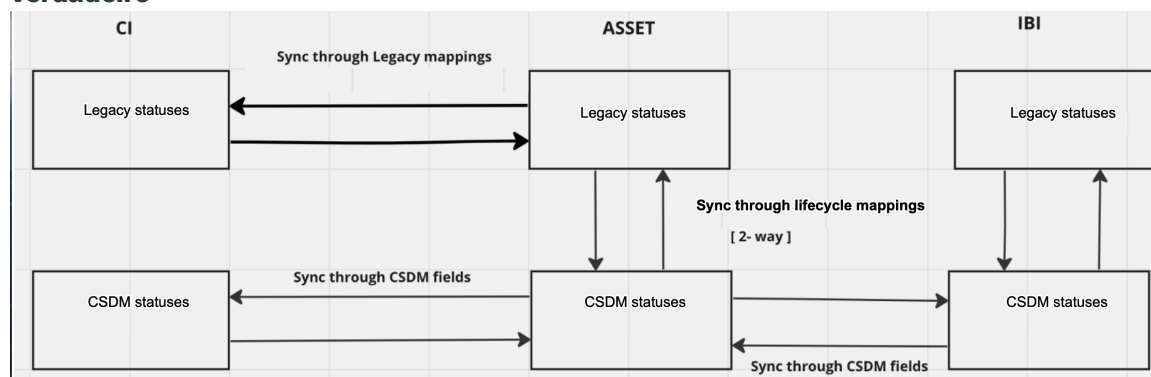 CI
ASSET
IBI
Sync through Legacy mappings
Legacy statuses
Legacy statuses
Legacy statuses
Sync through lifecycle mappings
[ 2- way ]
Sync through CSDM fields
CSDM statuses
CSDM statuses
CSDM statuses
Sync through CSDM fields